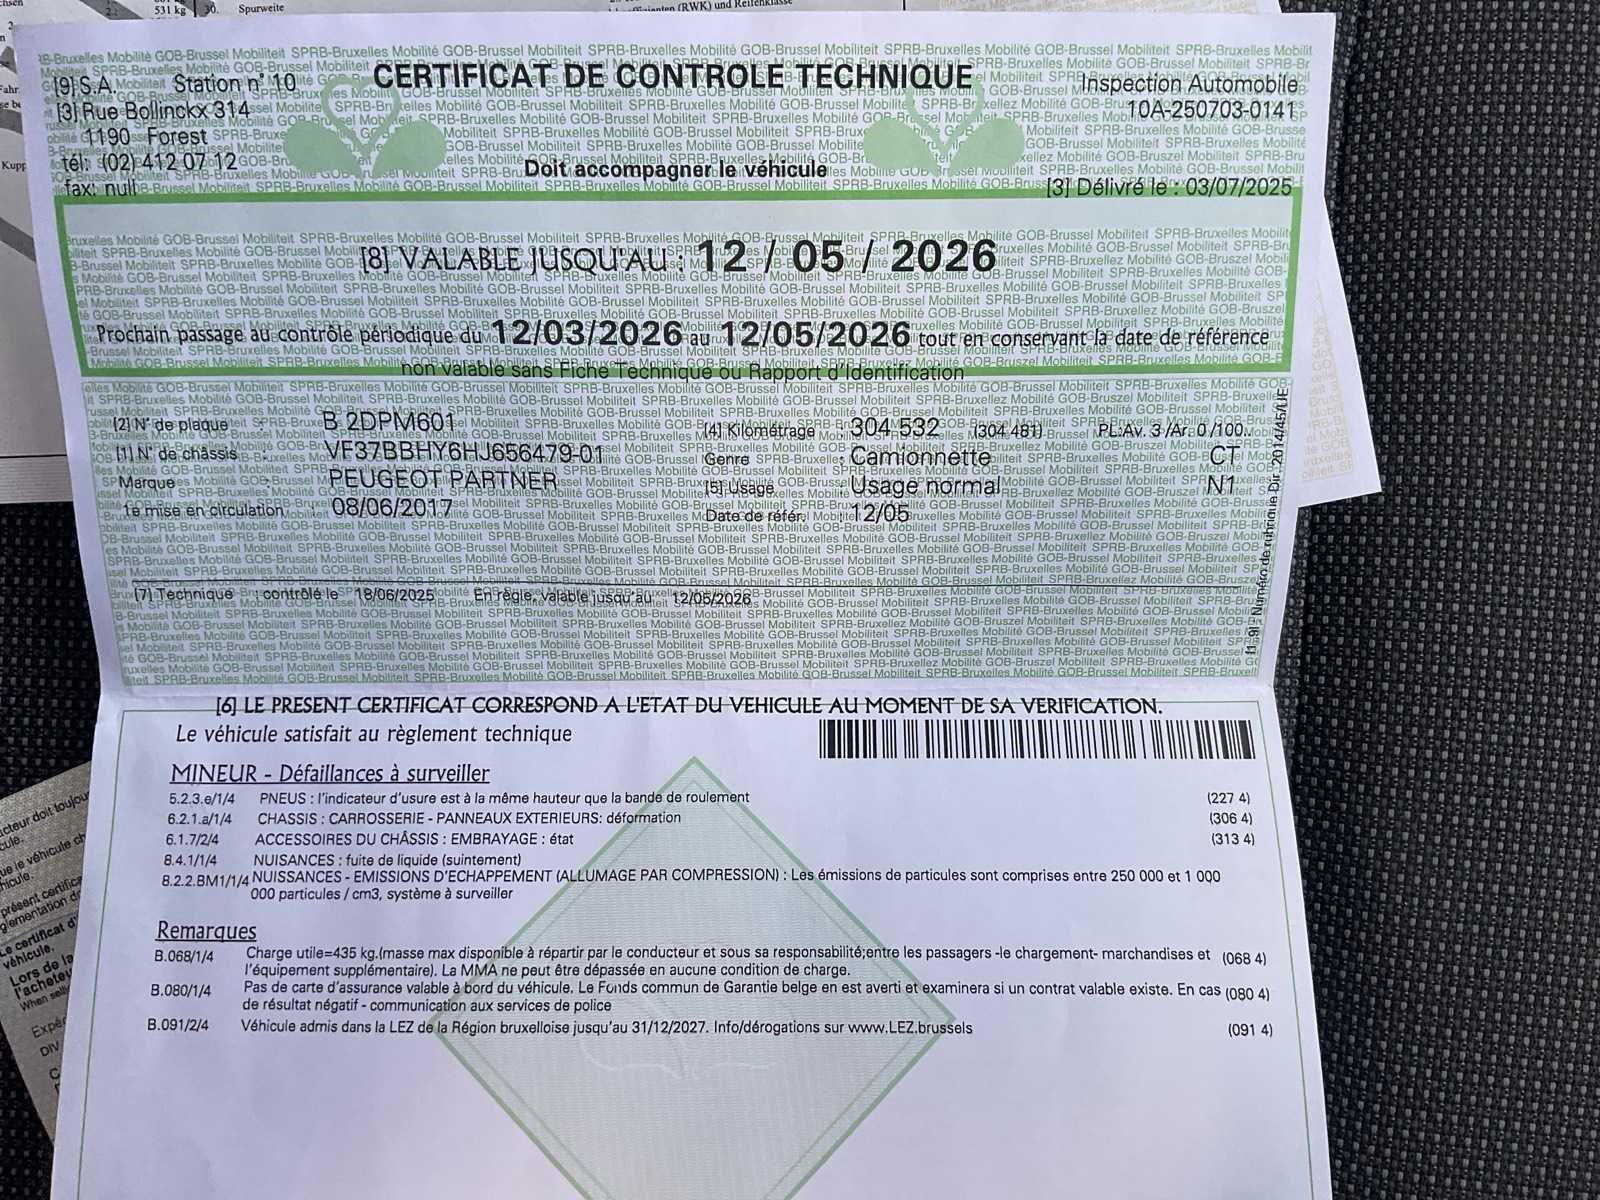 531 kg
30. Spurweite
(RWK) und Reifenklasse
[9] S.A. Station n° 10
[3] Rue Bollinckx 314
1190 Forest
tél: (02) 412 07 12
fax: null
CERTIFICAT DE CONTROLE TECHNIQUE
Doit accompagner le véhicule
Inspection Automobile
10A-250703-0141
[3] Délivré le : 03/07/2025
[8] VALABLE JUSQU'AU : 12 / 05 / 2026
Prochain passage au contrôle périodique du 12/03/2026 au 12/05/2026 tout en conservant la date de référence
non valable sans Fiche Technique ou Rapport d'Identification
[2] N° de plaque : B 2DPM601
[1] N° de châssis : VF37BBHY6HJ656479-01
Marque : PEUGEOT PARTNER
1e mise en circulation : 08/06/2017
[4] Kilométrage : 304.532 (304.481) PL:Av. 3 /Ar. 0 /100.
Genre : Camionnette CT
[5] Usage : Usage normal N1
Date de référ. : 12/05
[7] Technique : contrôlé le 18/06/2025 En règle, valable jusqu'au 12/05/2026
[19] - Numéro de rubrique Dir. 2014/45/UE
[6] LE PRESENT CERTIFICAT CORRESPOND A L'ETAT DU VEHICULE AU MOMENT DE SA VERIFICATION.
Le véhicule satisfait au règlement technique
MINEUR - Défaillances à surveiller
5.2.3.e/1/4 PNEUS : l'indicateur d'usure est à la même hauteur que la bande de roulement (227 4)
6.2.1.a/1/4 CHASSIS : CARROSSERIE - PANNEAUX EXTERIEURS: déformation (306 4)
6.1.7/2/4 ACCESSOIRES DU CHÂSSIS : EMBRAYAGE : état (313 4)
8.4.1/1/4 NUISANCES : fuite de liquide (suintement)
8.2.2.BM1/1/4 NUISSANCES - EMISSIONS D'ECHAPPEMENT (ALLUMAGE PAR COMPRESSION) : Les émissions de particules sont comprises entre 250 000 et 1 000
000 particules / cm3, système à surveiller
Remarques
B.068/1/4 Charge utile=435 kg.(masse max disponible à répartir par le conducteur et sous sa responsabilité;entre les passagers -le chargement- marchandises et (068 4)
l'équipement supplémentaire). La MMA ne peut être dépassée en aucune condition de charge.
B.080/1/4 Pas de carte d'assurance valable à bord du véhicule. Le Fonds commun de Garantie belge en est averti et examinera si un contrat valable existe. En cas (080 4)
de résultat négatif - communication aux services de police
B.091/2/4 Véhicule admis dans la LEZ de la Région bruxelloise jusqu'au 31/12/2027. Info/dérogations sur www.LEZ.brussels (091 4)